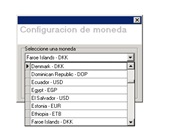 Configuracion de moneda
Seleccione una moneda
Faroe Islands - DKK
Denmark - DKK
Dominican Republic - DOP
Ecuador - USD
Egypt - EGP
El Salvador - USD
Estonia - EUR
Ethiopia - ETB
Faroe Islands - DKK